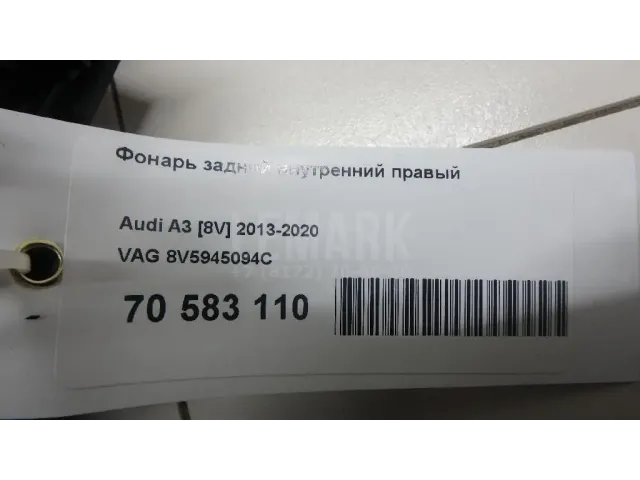 Фонарь задний внутренний правый
Audi A3 [8V] 2013-2020
VAG 8V5945094C
70 583 110